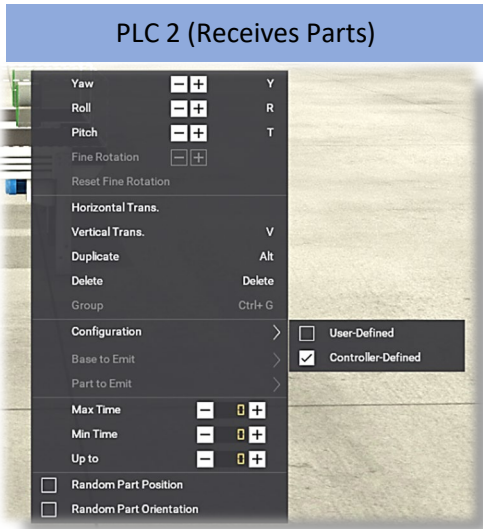 PLC 2 (Receives Parts)
Yaw Y
Roll R
Pitch T
Fine Rotation
Reset Fine Rotation
Horizontal Trans.
Vertical Trans. V
Duplicate Alt
Delete Delete
Group Ctrl+ G
Configuration
User-Defined
Controller-Defined
Base to Emit
Part to Emit
Max Time 0
Min Time 0
Up to 0
Random Part Position
Random Part Orientation